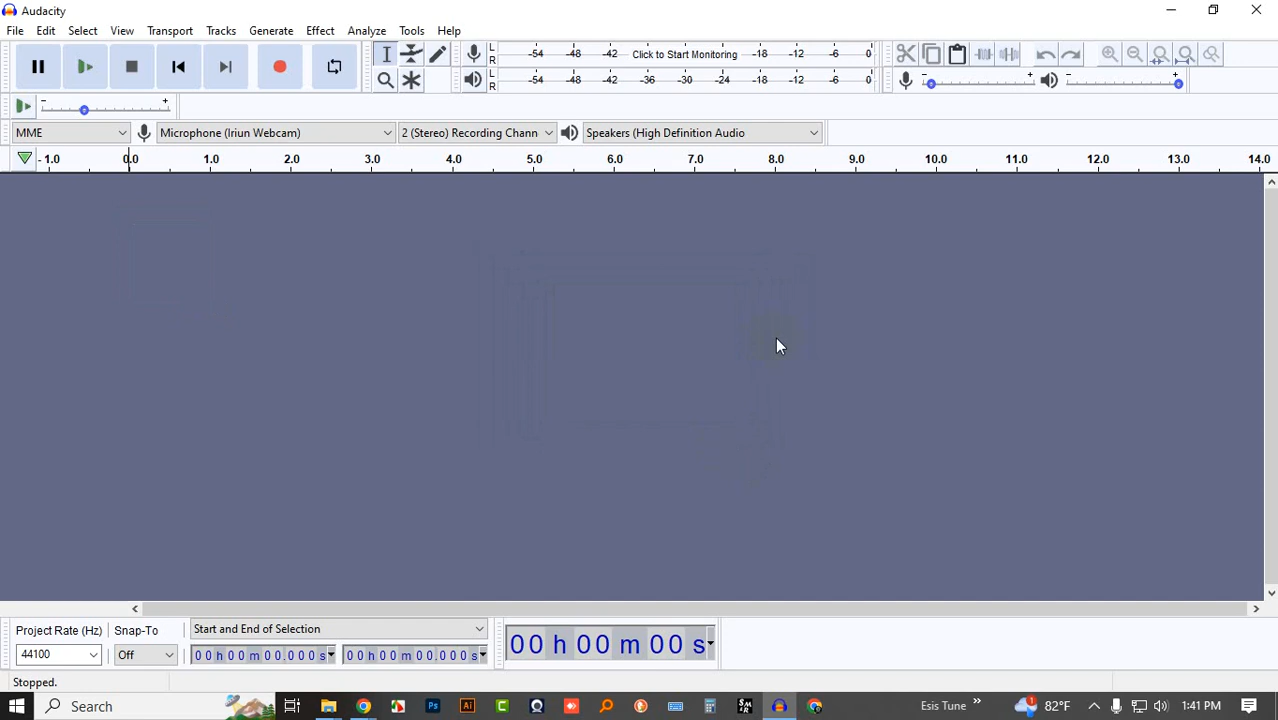 Audacity
File Edit Select View Transport Tracks Generate Effect Analyze Tools Help
L R -54 -48 -42 Click to Start Monitoring -18 -12 -6 0
L R -54 -48 -42 -36 -30 -24 -18 -12 -6 0
MME Microphone (Iriun Webcam) 2 (Stereo) Recording Chann Speakers (High Definition Audio
- 1.0 0.0 1.0 2.0 3.0 4.0 5.0 6.0 7.0 8.0 9.0 10.0 11.0 12.0 13.0 14.0
Project Rate (Hz) Snap-To Start and End of Selection
44100 Off 00 h 00 m 00.000 s 00 h 00 m 00.000 s 00 h 00 m 00 s
Stopped.
Search Ps Ai C SMR 1 82°F 1:41 PM
Esis Tune »